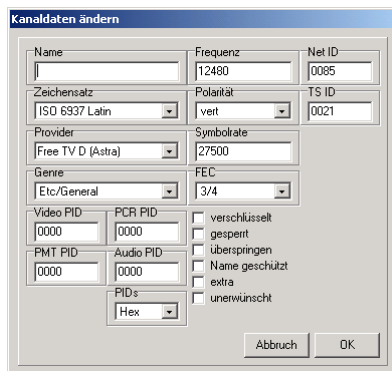 Kanaldaten ändern
Name Frequenz Net ID
12480 0085
Zeichensatz Polarität TS ID
ISO 6937 Latin vert 0021
Provider Symbolrate
Free TV D (Astra) 27500
Genre FEC
Etc/General 3/4
Video PID PCR PID
0000 0000
verschlüsselt
gesperrt
PMT PID Audio PID
0000 0000
überspringen
Name geschützt
PIDs
Hex
extra
unerwünscht
Abbruch OK